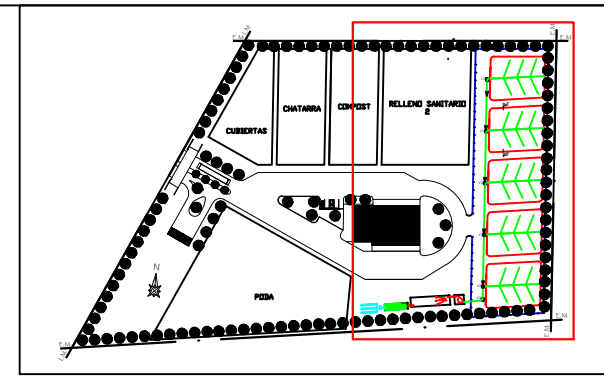 E.M
E.M
I.M
CHATARRA
COMPOST
RELLENO SANITARIO
2
CUBIERTAS
N
PODA
E.M
E.M
E.M
I.M